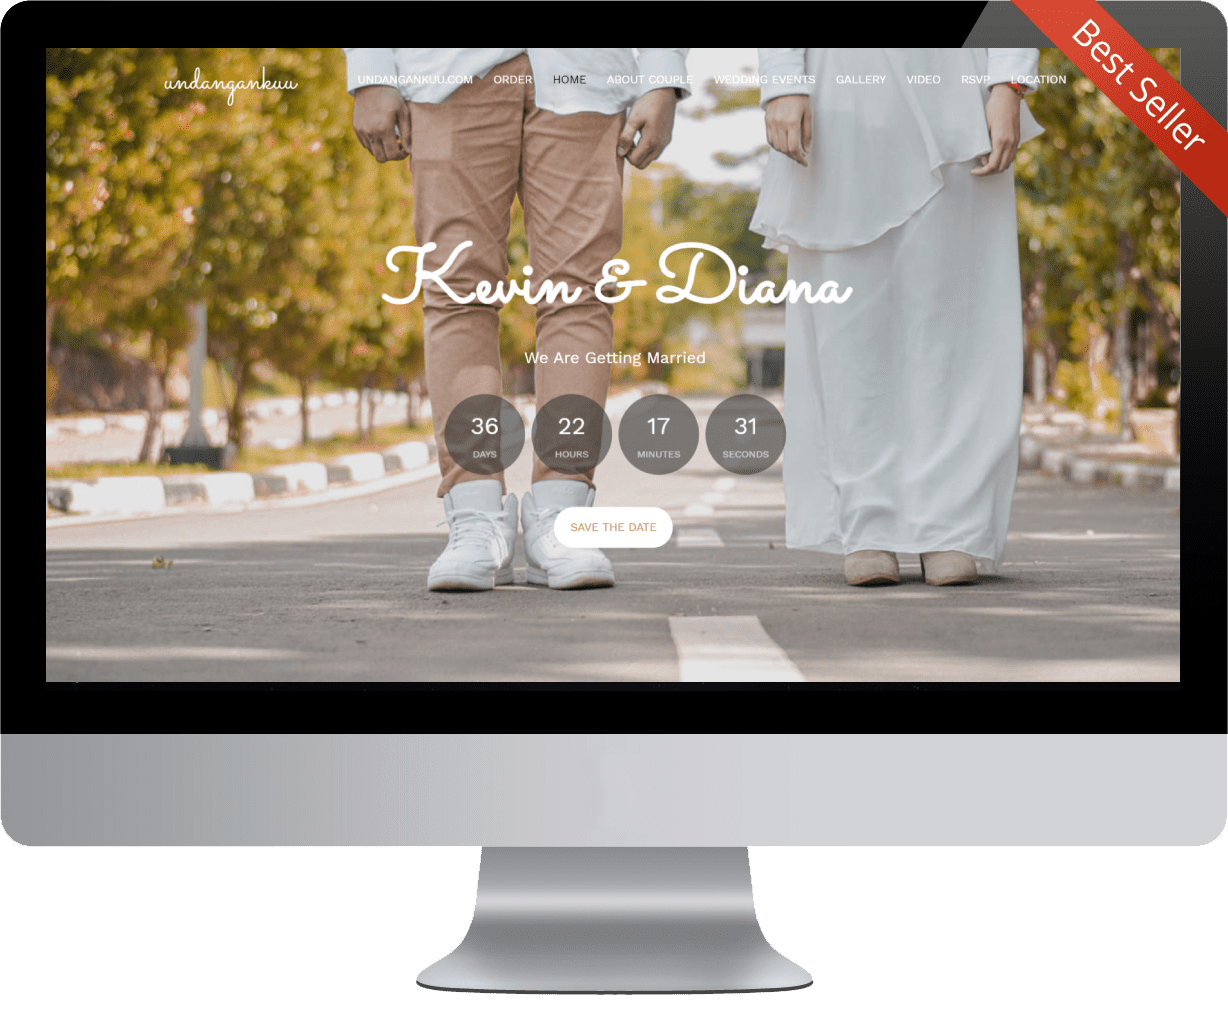 Best Seller
undangankuu
UNDANGANKUU.COM ORDER HOME ABOUT COUPLE WEDDING EVENTS GALLERY VIDEO RSVP LOCATION
Kevin & Diana
We Are Getting Married
36 22 17 31
DAYS HOURS MINUTES SECONDS
SAVE THE DATE